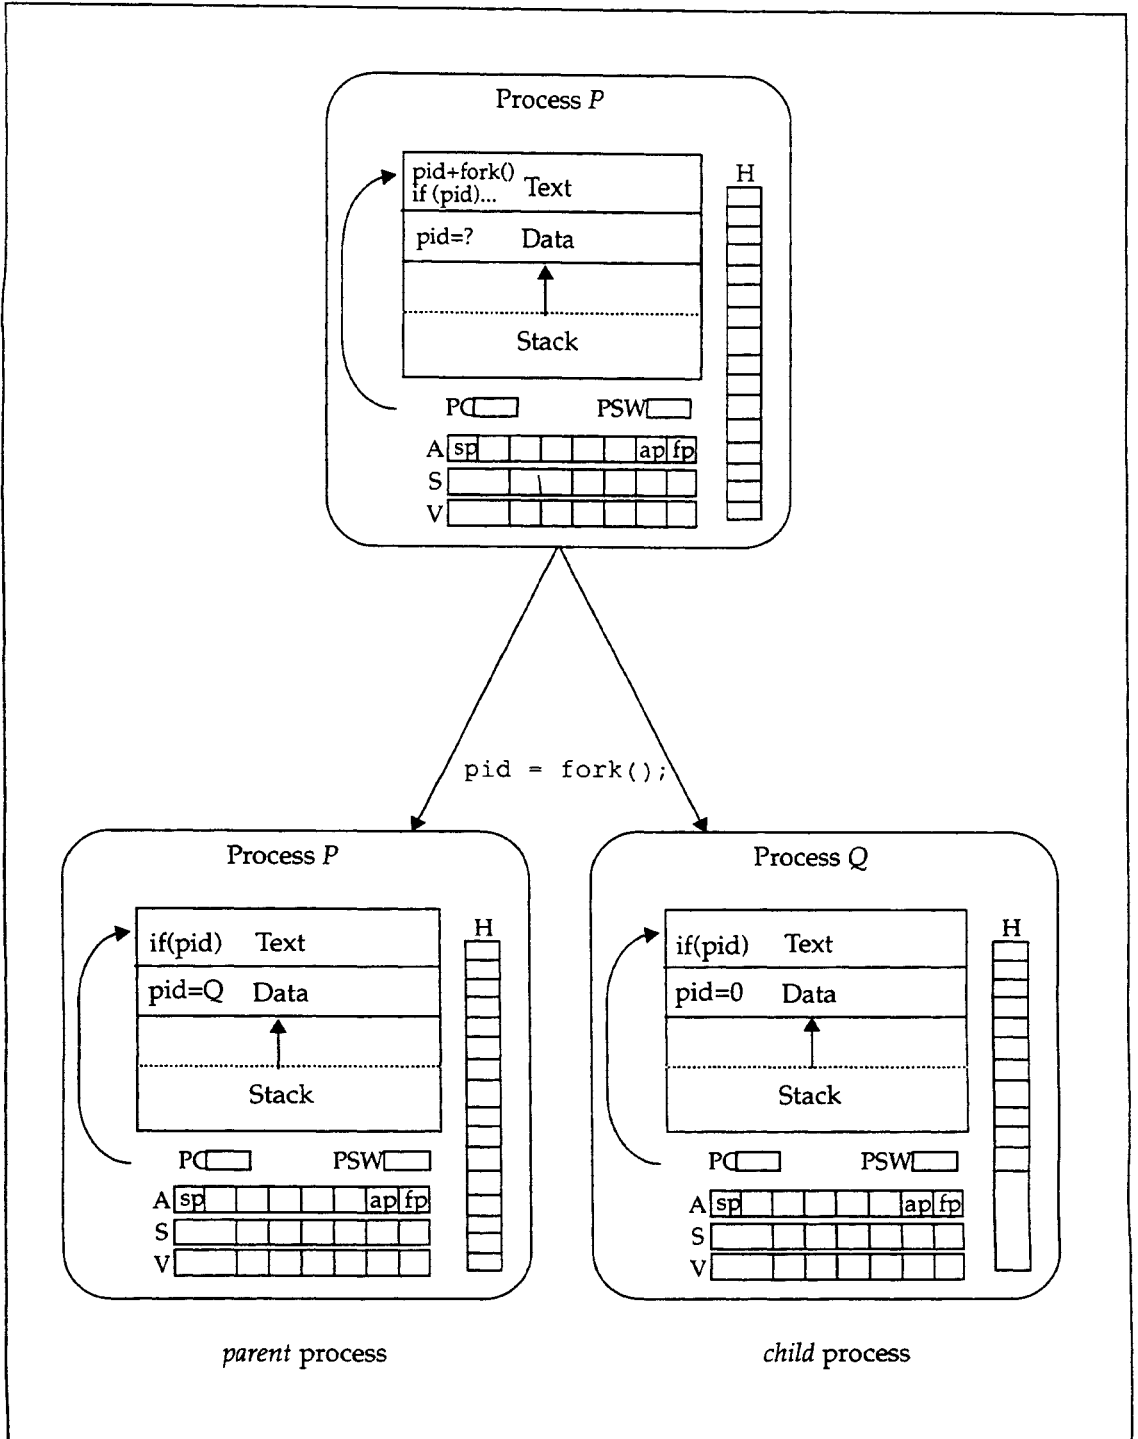 Process P
pid+fork()
if (pid)... Text
H
pid=? Data
Stack
PC PSW
A sp ap fp
S
V
pid = fork();
Process P
H
if(pid) Text
pid=Q Data
Stack
PC PSW
A sp ap fp
S
V
Process Q
H
if(pid) Text
pid=0 Data
Stack
PC PSW
A sp ap fp
S
V
parent process
child process